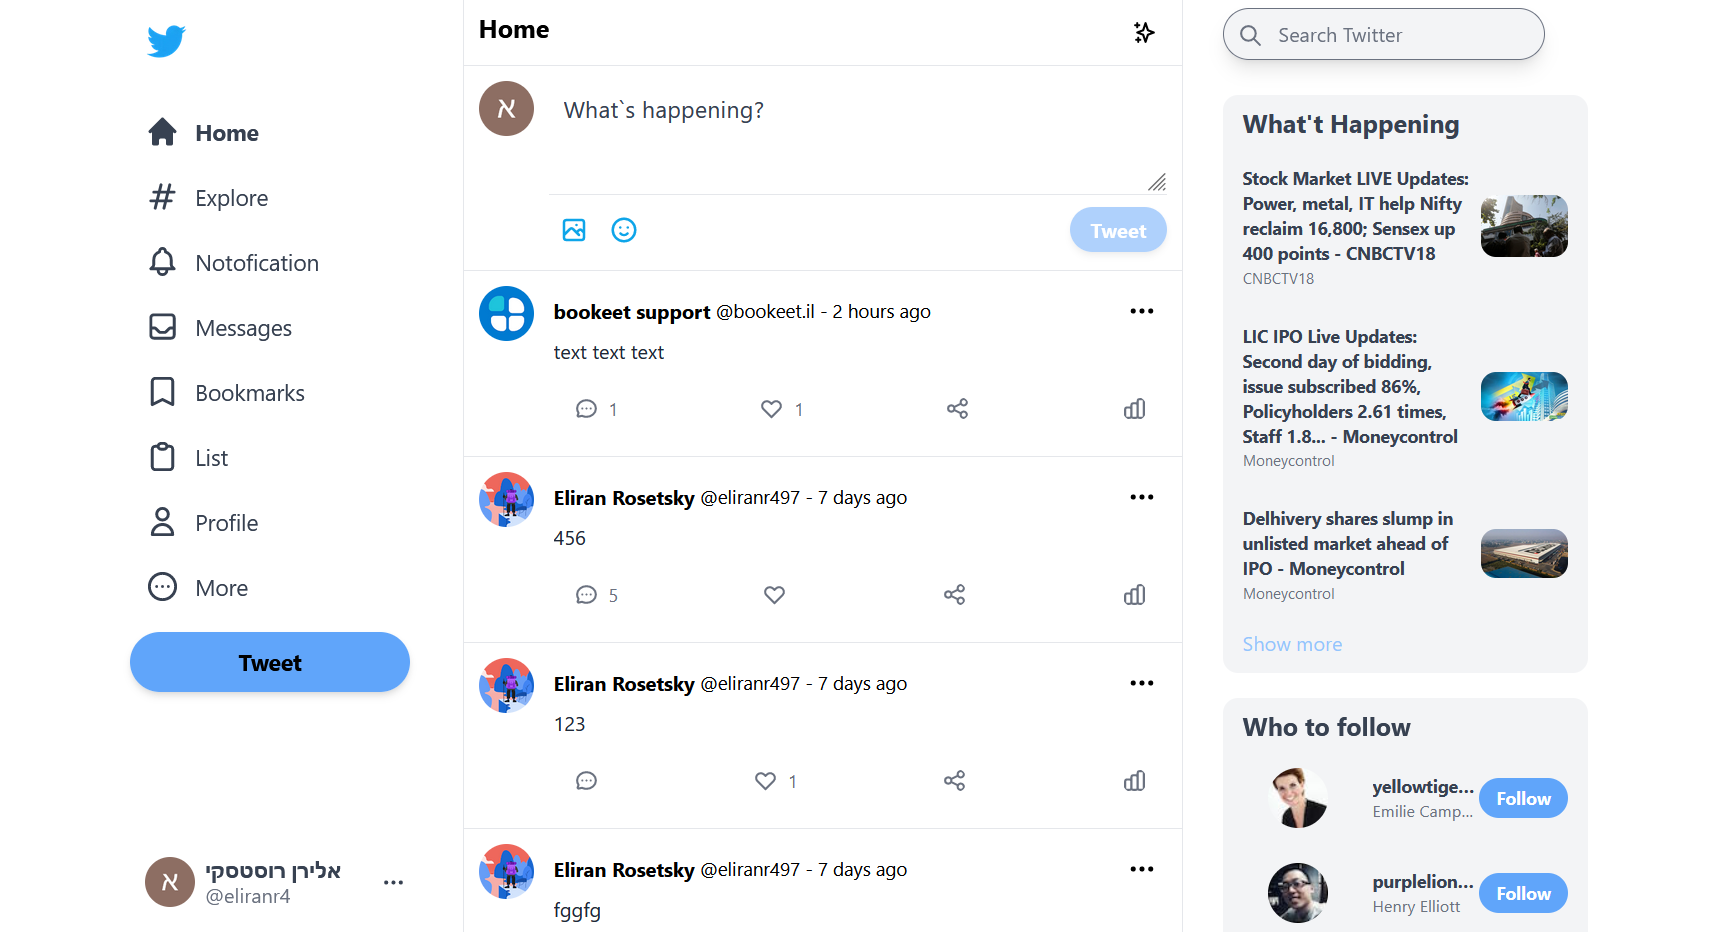 Home
Explore
Notofication
Messages
Bookmarks
List
Profile
More
Tweet
א
אלירן רוסטסקי
@eliranr4
Home
א
What`s happening?
Tweet
bookeet support @bookeet.il - 2 hours ago
text text text
1 1
Eliran Rosetsky @eliranr497 - 7 days ago
456
5
Eliran Rosetsky @eliranr497 - 7 days ago
123
1
Eliran Rosetsky @eliranr497 - 7 days ago
fggfg
Search Twitter
What't Happening
Stock Market LIVE Updates:
Power, metal, IT help Nifty
reclaim 16,800; Sensex up
400 points - CNBCTV18
CNBCTV18
LIC IPO Live Updates:
Second day of bidding,
issue subscribed 86%,
Policyholders 2.61 times,
Staff 1.8... - Moneycontrol
Moneycontrol
Delhivery shares slump in
unlisted market ahead of
IPO - Moneycontrol
Moneycontrol
Show more
Who to follow
yellowtige...
Emilie Camp...
Follow
purplelion...
Henry Elliott
Follow